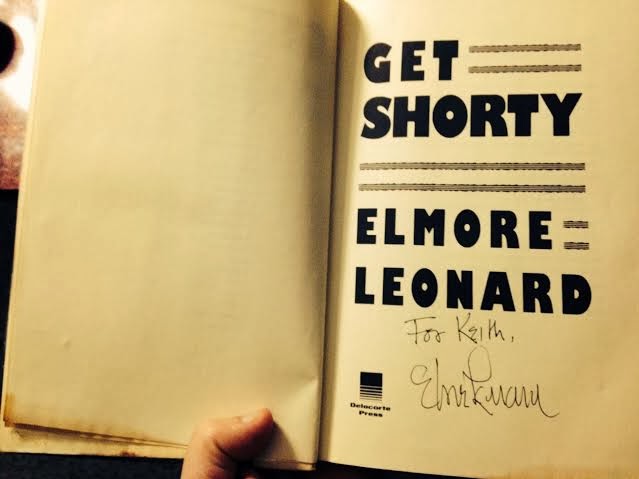 GET
SHORTY
ELMORE
LEONARD
For Keith,
Elmore Leonard
Delacorte
Press